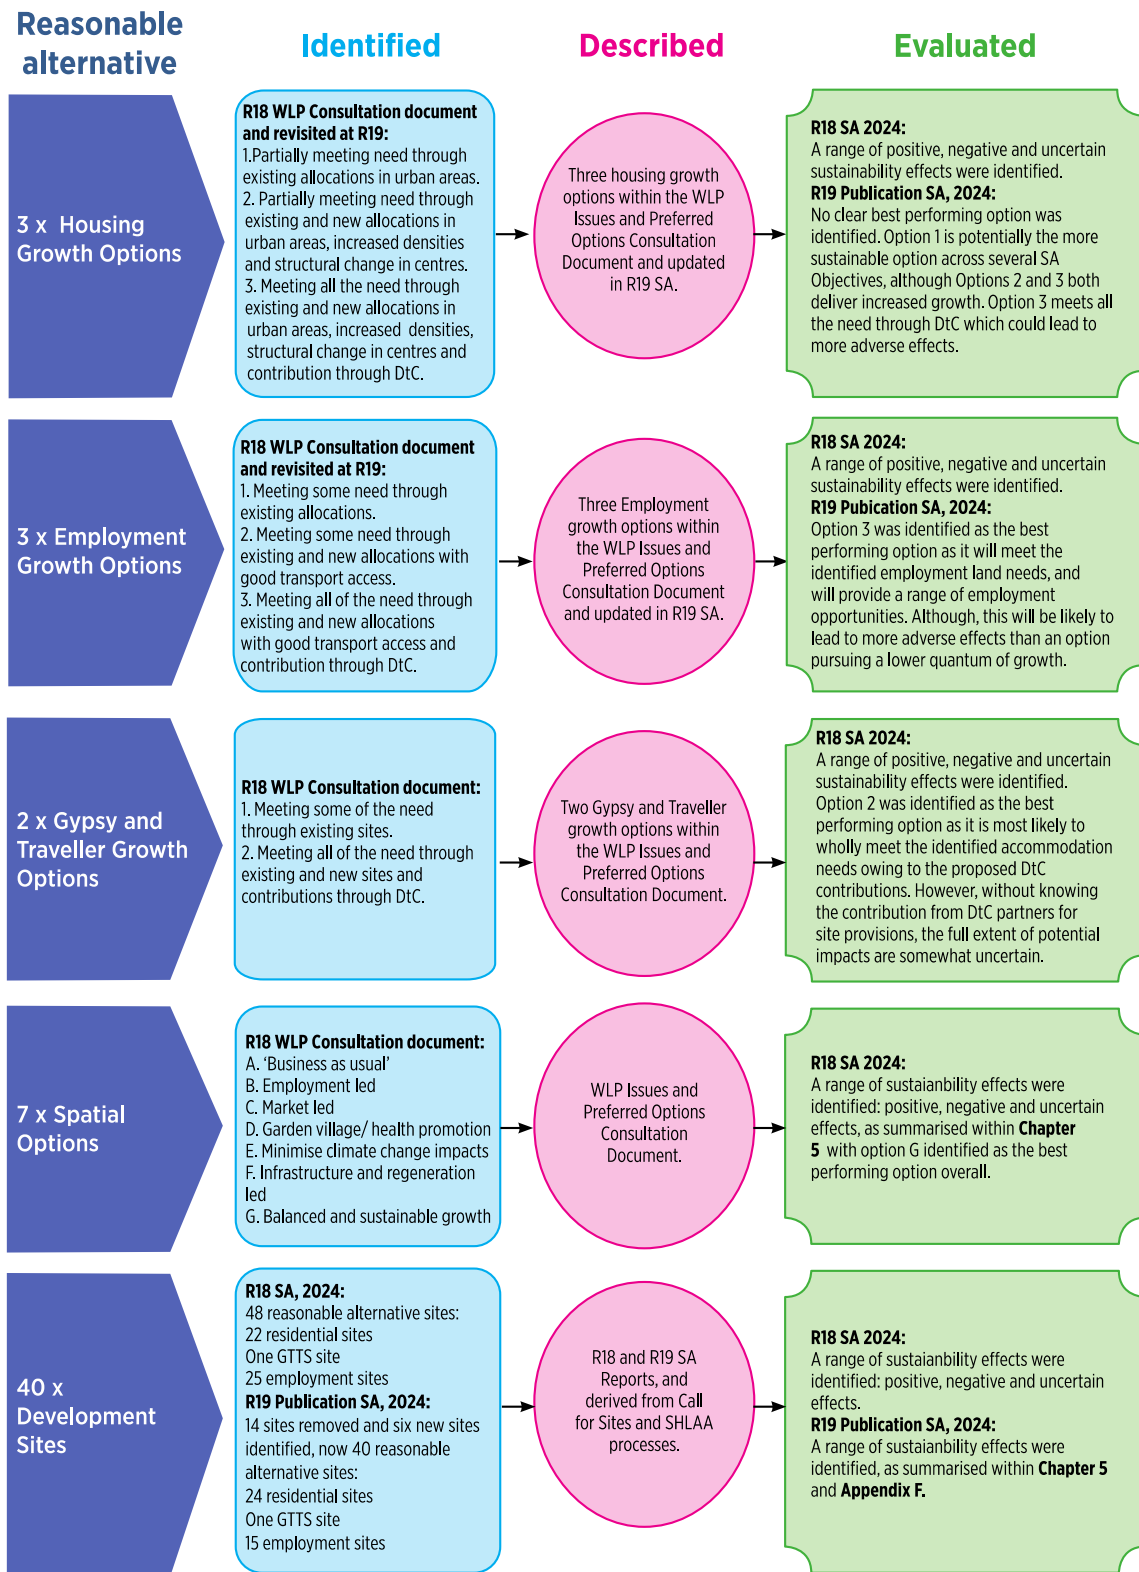 Reasonable
alternative
Identified
Described
Evaluated
3 x  Housing
Growth Options
R18 WLP Consultation document
and revisited at R19:
1.Partially meeting need through
existing allocations in urban areas.
2. Partially meeting need through
existing and new allocations in
urban areas, increased densities
and structural change in centres.
3. Meeting all the need through
existing and new allocations in
urban areas, increased  densities,
structural change in centres and
contribution through DtC.
Three housing growth
options within the WLP
Issues and Preferred
Options Consultation
Document and updated
in R19 SA.
R18 SA 2024:
A range of positive, negative and uncertain
sustainability effects were identified.
R19 Publication SA, 2024:
No clear best performing option was
identified. Option 1 is potentially the more
sustainable option across several SA
Objectives, although Options 2 and 3 both
deliver increased growth. Option 3 meets all
the need through DtC which could lead to
more adverse effects.
3 x Employment
Growth Options
R18 WLP Consultation document
and revisited at R19:
1. Meeting some need through
existing allocations.
2. Meeting some need through
existing and new allocations with
good transport access.
3. Meeting all of the need through
existing and new allocations
with good transport access and
contribution through DtC.
Three Employment
growth options within
the WLP Issues and
Preferred Options
Consultation Document
and updated in R19 SA.
R18 SA 2024:
A range of positive, negative and uncertain
sustainability effects were identified.
R19 Pubication SA, 2024:
Option 3 was identified as the best
performing option as it will meet the
identified employment land needs, and
will provide a range of employment
opportunities. Although, this will be likely to
lead to more adverse effects than an option
pursuing a lower quantum of growth.
2 x Gypsy and
Traveller Growth
Options
R18 WLP Consultation document:
1. Meeting some of the need
through existing sites.
2. Meeting all of the need through
existing and new sites and
contributions through DtC.
Two Gypsy and Traveller
growth options within
the WLP Issues and
Preferred Options
Consultation Document.
R18 SA 2024:
A range of positive, negative and uncertain
sustainability effects were identified.
Option 2 was identified as the best
performing option as it is most likely to
wholly meet the identified accommodation
needs owing to the proposed DtC
contributions. However, without knowing
the contribution from DtC partners for
site provisions, the full extent of potential
impacts are somewhat uncertain.
7 x Spatial
Options
R18 WLP Consultation document:
A. ‘Business as usual’
B. Employment led
C. Market led
D. Garden village/ health promotion
E. Minimise climate change impacts
F. Infrastructure and regeneration
led
G. Balanced and sustainable growth
WLP Issues and
Preferred Options
Consultation
Document.
R18 SA 2024:
A range of sustaianbility effects were
identified: positive, negative and uncertain
effects, as summarised within Chapter
5  with option G identified as the best
performing option overall.
40 x
Development
Sites
R18 SA, 2024:
48 reasonable alternative sites:
22 residential sites
One GTTS site
25 employment sites
R19 Publication SA, 2024:
14 sites removed and six new sites
identified, now 40 reasonable
alternative sites:
24 residential sites
One GTTS site
15 employment sites
R18 and R19 SA
Reports, and
derived from Call
for Sites and SHLAA
processes.
R18 SA 2024:
A range of sustaianbility effects were
identified: positive, negative and uncertain
effects.
R19 Publication SA, 2024:
A range of sustaianbility effects were
identified, as summarised within Chapter 5
and Appendix F.